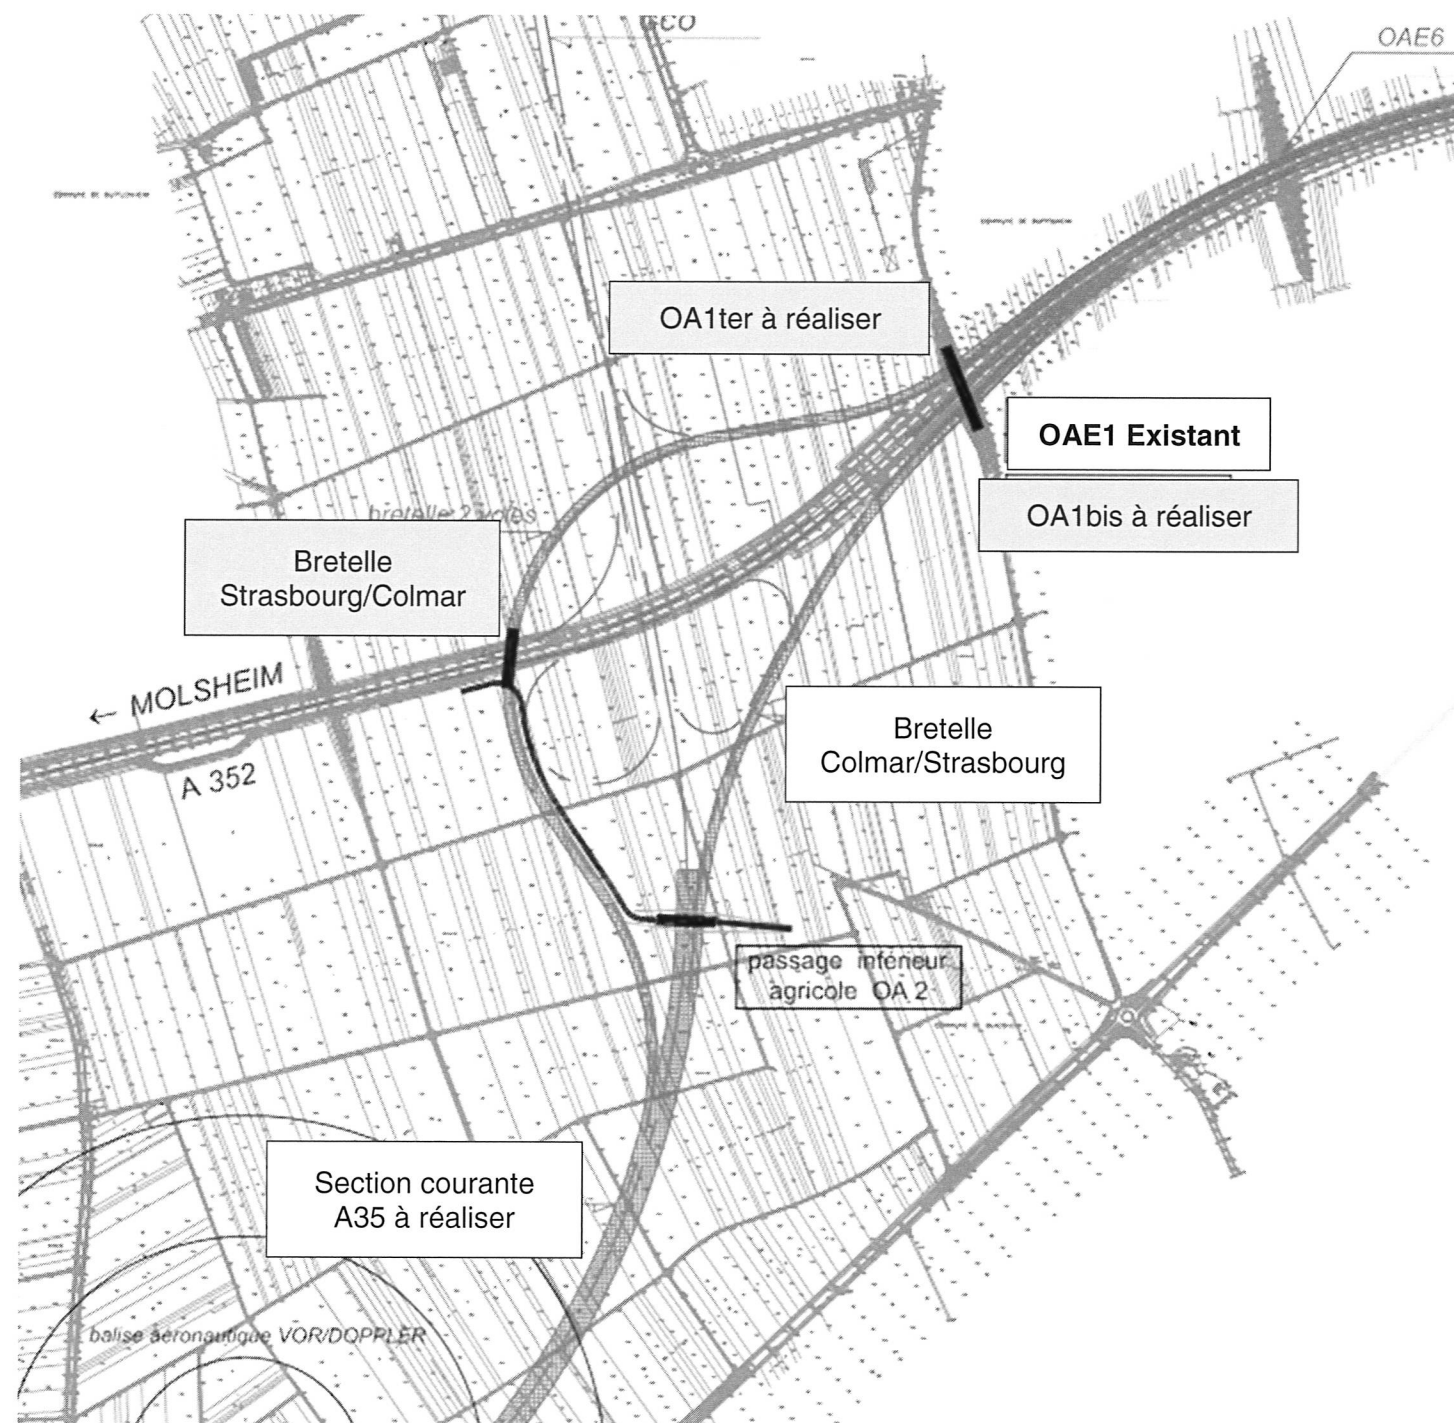 GCO
OAE6
OA1ter à réaliser
OAE1 Existant
OA1bis à réaliser
bretelle 2 voies
Bretelle
Strasbourg/Colmar
← MOLSHEIM
A 352
Bretelle
Colmar/Strasbourg
passage inférieur
agricole OA 2
Section courante
A35 à réaliser
balise aéronautique VOR/DOPPLER